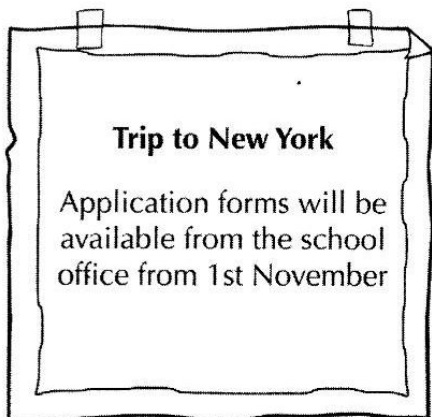 Trip to New York
Application forms will be
available from the school
office from 1st November